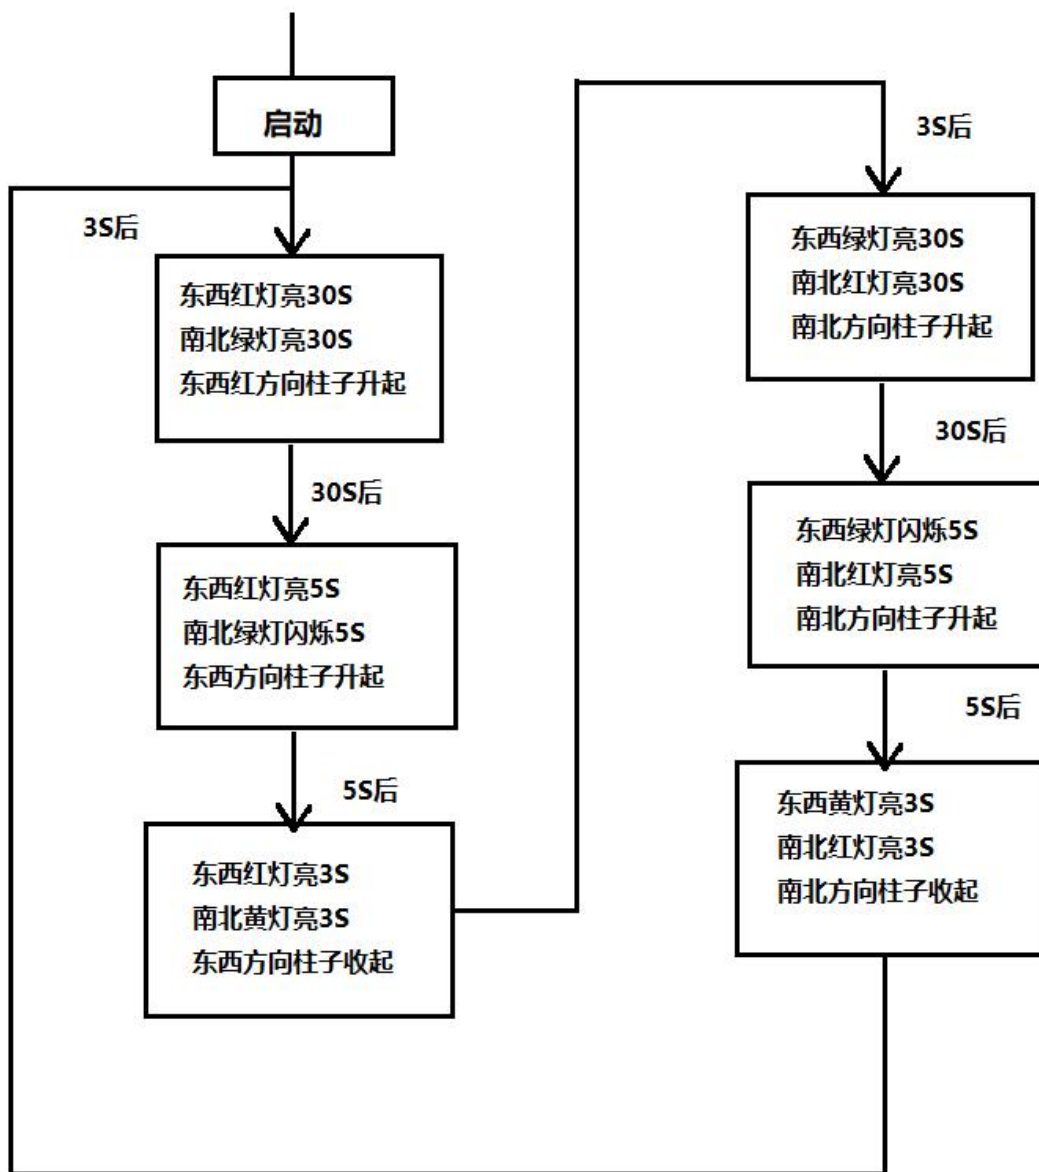 启动
3S后
东西红灯亮30S
南北绿灯亮30S
东西红方向柱子升起
30S后
东西红灯亮5S
南北绿灯闪烁5S
东西方向柱子升起
5S后
东西红灯亮3S
南北黄灯亮3S
东西方向柱子收起
3S后
东西绿灯亮30S
南北红灯亮30S
南北方向柱子升起
30S后
东西绿灯闪烁5S
南北红灯亮5S
南北方向柱子升起
5S后
东西黄灯亮3S
南北红灯亮3S
南北方向柱子收起